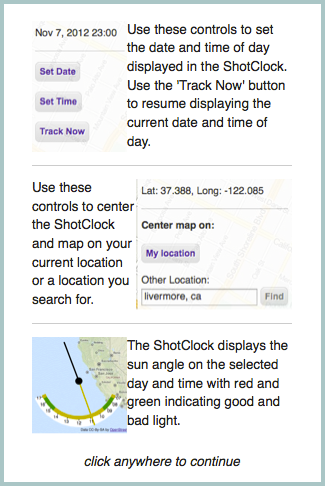 Nov 7, 2012 23:00
Set Date
Set Time
Track Now
Use these controls to set
the date and time of day
displayed in the ShotClock.
Use the 'Track Now' button
to resume displaying the
current date and time of
day.
Use these
controls to center
the ShotClock
and map on your
current location
or a location you
search for.
Lat: 37.388, Long: -122.085
Center map on:
My location
Other Location:
livermore, ca
Find
The ShotClock displays the
sun angle on the selected
day and time with red and
green indicating good and
bad light.
click anywhere to continue